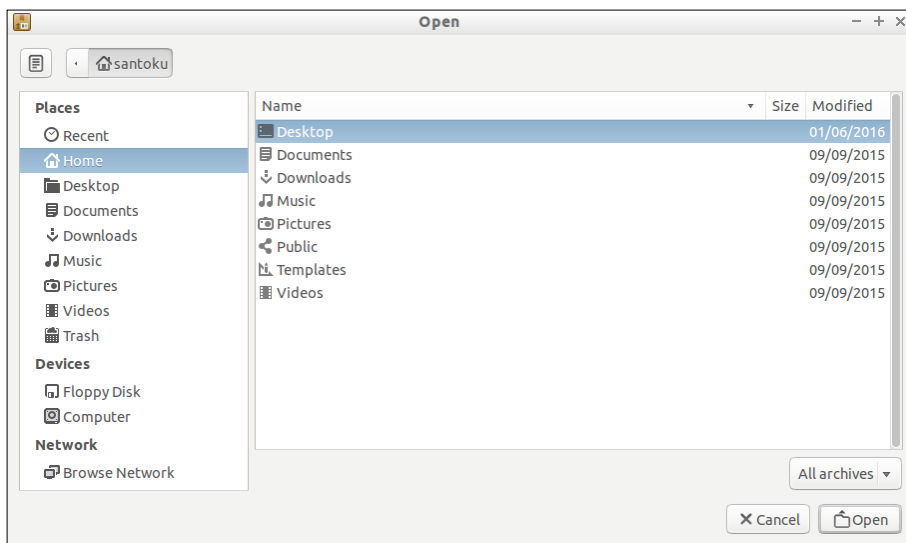 Open
santoku
Places
Recent
Home
Desktop
Documents
Downloads
Music
Pictures
Videos
Trash
Devices
Floppy Disk
Computer
Network
Browse Network
Name Size Modified
Desktop 01/06/2016
Documents 09/09/2015
Downloads 09/09/2015
Music 09/09/2015
Pictures 09/09/2015
Public 09/09/2015
Templates 09/09/2015
Videos 09/09/2015
All archives
Cancel Open